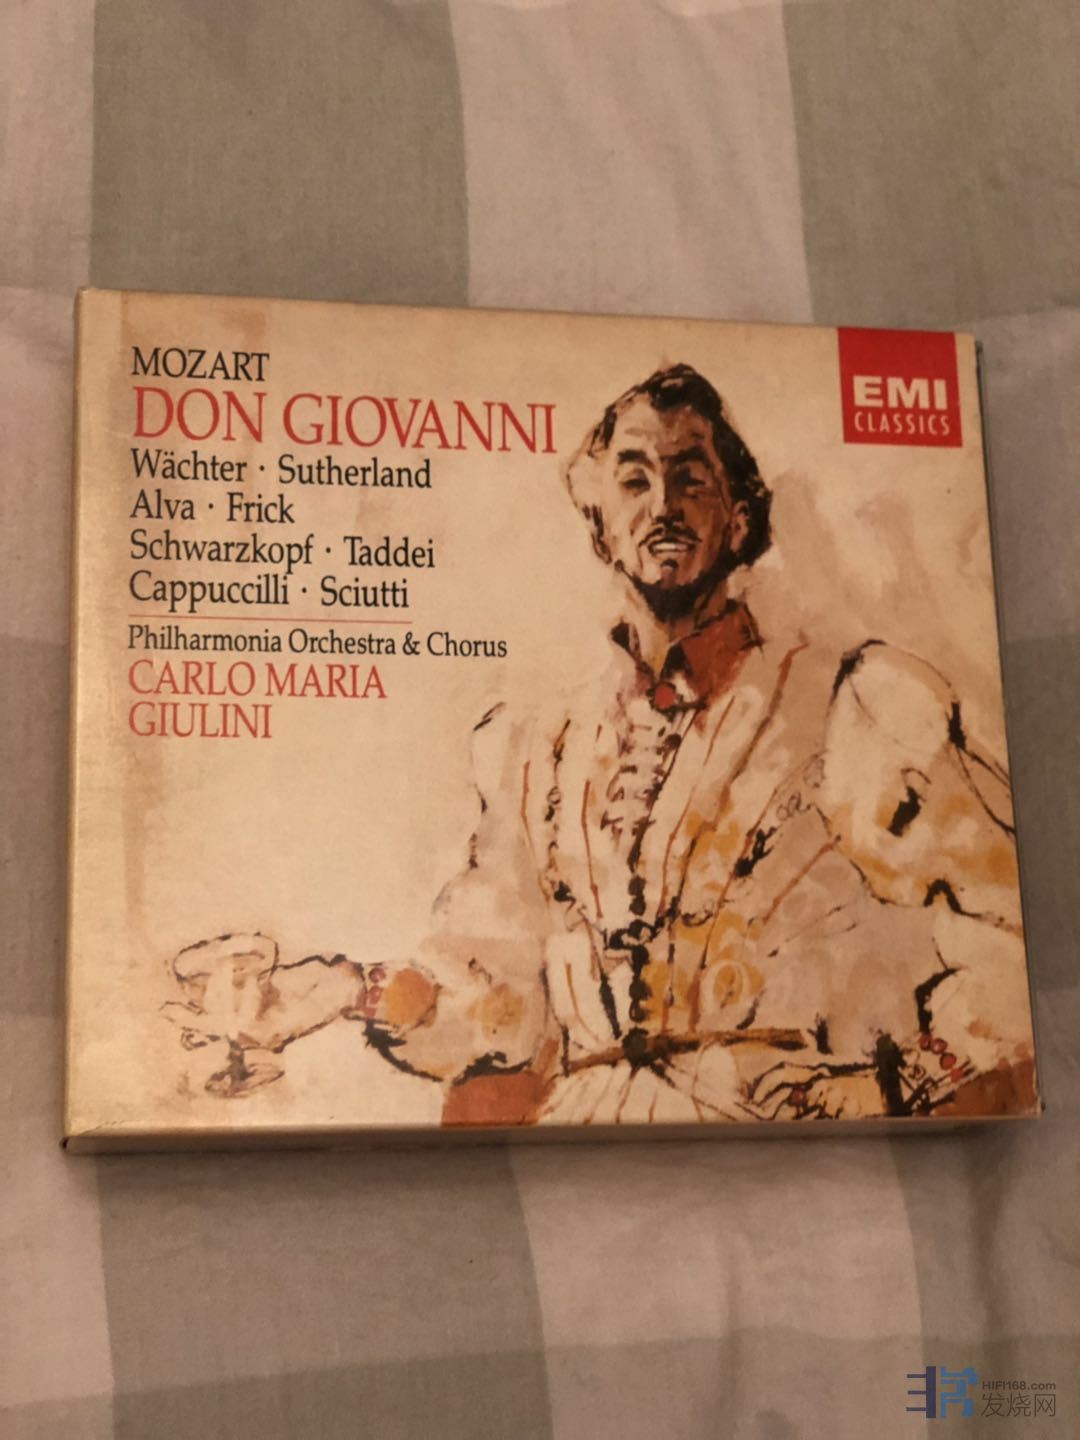 MOZART
DON GIOVANNI
Wächter · Sutherland
Alva · Frick
Schwarzkopf · Taddei
Cappuccilli · Sciutti
Philharmonia Orchestra & Chorus
CARLO MARIA
GIULINI
EMI
CLASSICS
HIFI168.com
发烧网